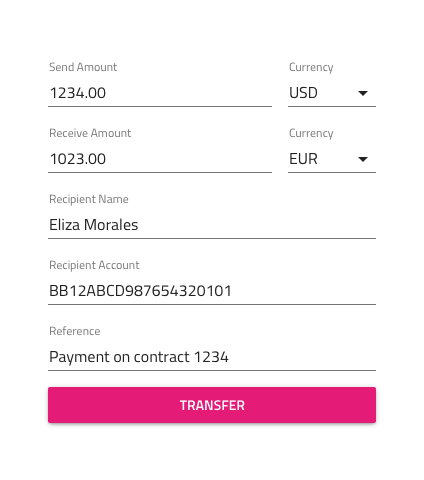 Send Amount Currency
1234.00 USD
Receive Amount Currency
1023.00 EUR
Recipient Name
Eliza Morales
Recipient Account
BB12ABCD987654320101
Reference
Payment on contract 1234
TRANSFER